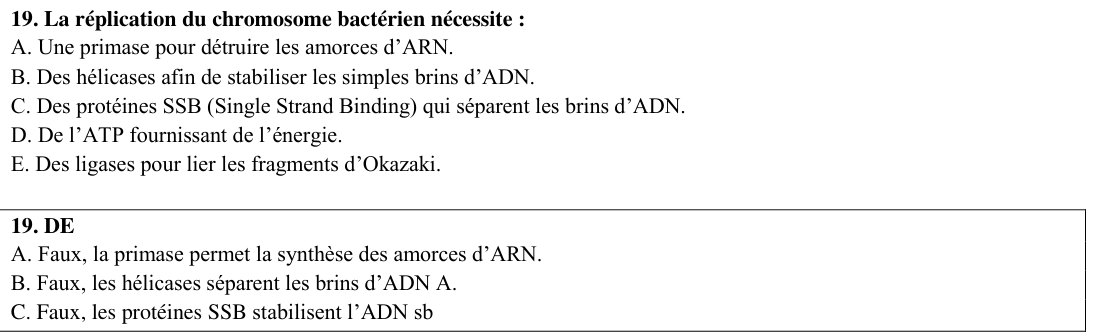 19. La réplication du chromosome bactérien nécessite :
A. Une primase pour détruire les amorces d’ARN.
B. Des hélicases afin de stabiliser les simples brins d’ADN.
C. Des protéines SSB (Single Strand Binding) qui séparent les brins d’ADN.
D. De l’ATP fournissant de l’énergie.
E. Des ligases pour lier les fragments d’Okazaki.
19. DE
A. Faux, la primase permet la synthèse des amorces d’ARN.
B. Faux, les hélicases séparent les brins d’ADN A.
C. Faux, les protéines SSB stabilisent l’ADN sb